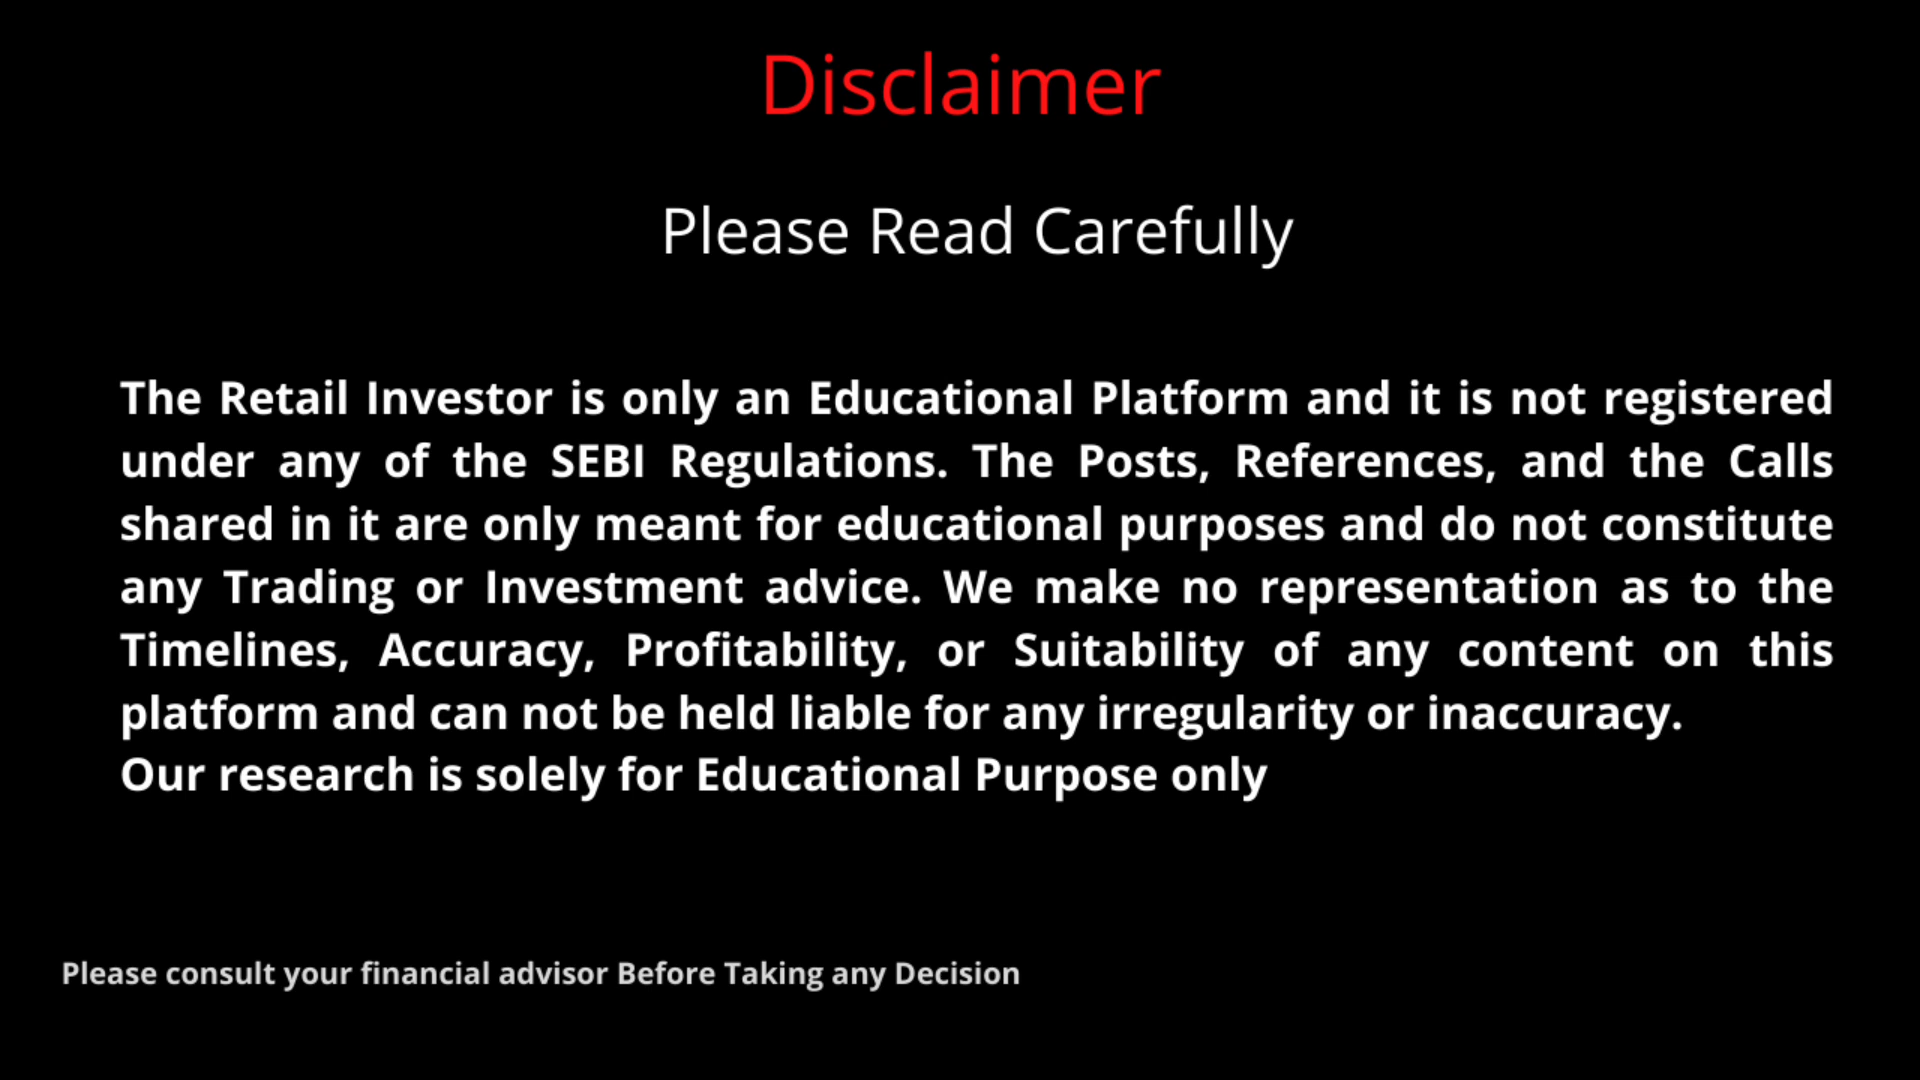 Disclaimer
Please Read Carefully
The Retail Investor is only an Educational Platform and it is not registered
under any of the SEBI Regulations. The Posts, References, and the Calls
shared in it are only meant for educational purposes and do not constitute
any Trading or Investment advice. We make no representation as to the
Timelines, Accuracy, Profitability, or Suitability of any content on this
platform and can not be held liable for any irregularity or inaccuracy.
Our research is solely for Educational Purpose only
Please consult your financial advisor Before Taking any Decision